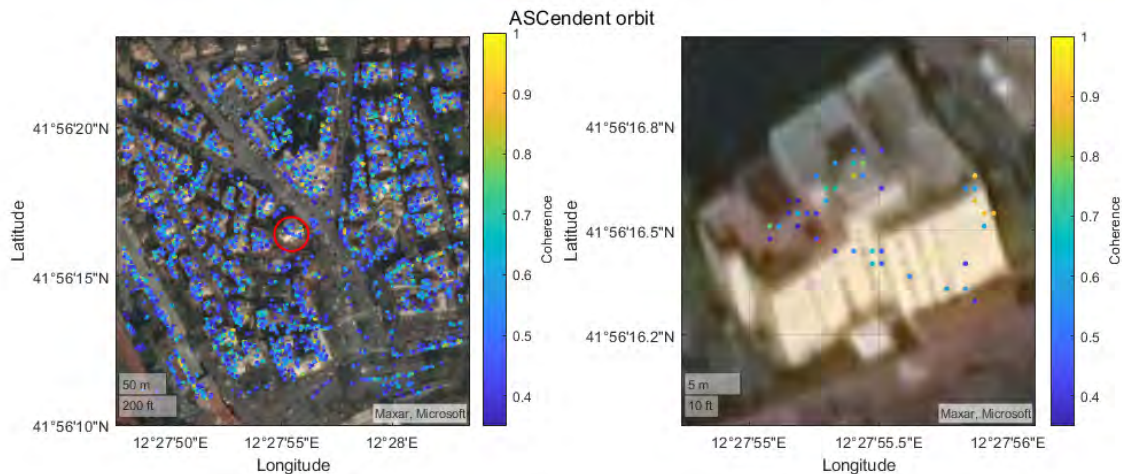 ASCendent orbit
41°56'20"N
41°56'15"N
41°56'10"N
Latitude
50 m
200 ft
Maxar, Microsoft
12°27'50"E
12°27'55"E
12°28'E
Longitude
1
0.9
0.8
0.7
0.6
0.5
0.4
Coherence
41°56'16.8"N
41°56'16.5"N
41°56'16.2"N
Latitude
5 m
10 ft
Maxar, Microsoft
12°27'55"E
12°27'55.5"E
12°27'56"E
Longitude
1
0.9
0.8
0.7
0.6
0.5
0.4
Coherence